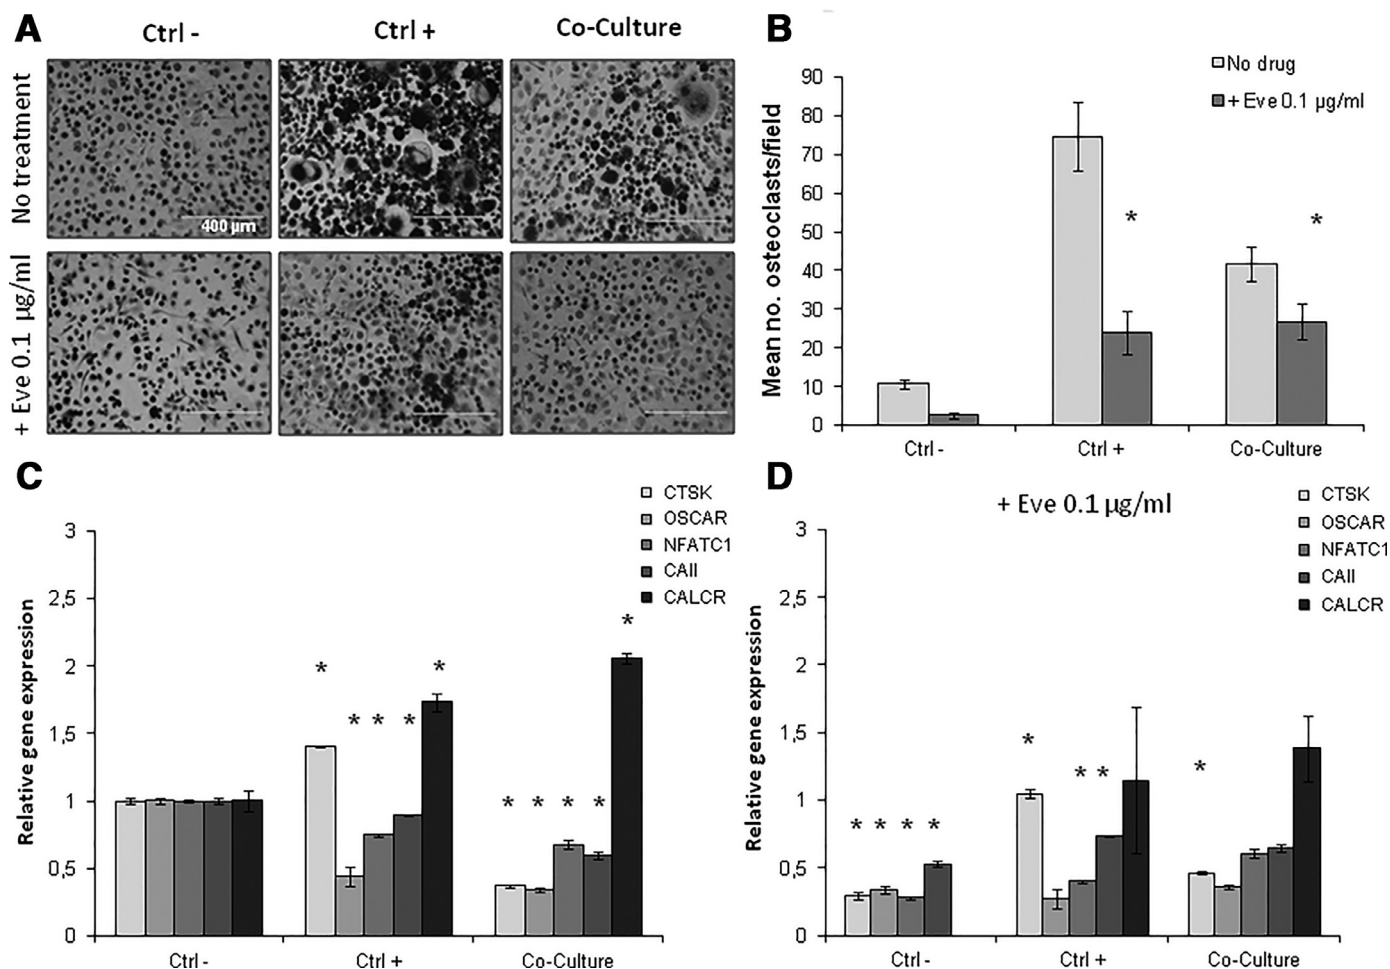 A
Ctrl -
Ctrl +
Co-Culture
No treatment
400 µm
+ Eve 0.1 µg/ml
B
No drug
+ Eve 0.1 µg/ml
Mean no. osteoclasts/field
90
80
70
60
50
40
30
20
10
0
*
*
Ctrl -
Ctrl +
Co-Culture
C
CTSK
OSCAR
NFATC1
CAII
CALCR
Relative gene expression
3
2,5
2
1,5
1
0,5
0
* * * * *
* * * * *
Ctrl -
Ctrl +
Co-Culture
D
+ Eve 0.1 µg/ml
CTSK
OSCAR
NFATC1
CAII
CALCR
Relative gene expression
3
2,5
2
1,5
1
0,5
0
* * * *
* * *
*
Ctrl -
Ctrl +
Co-Culture